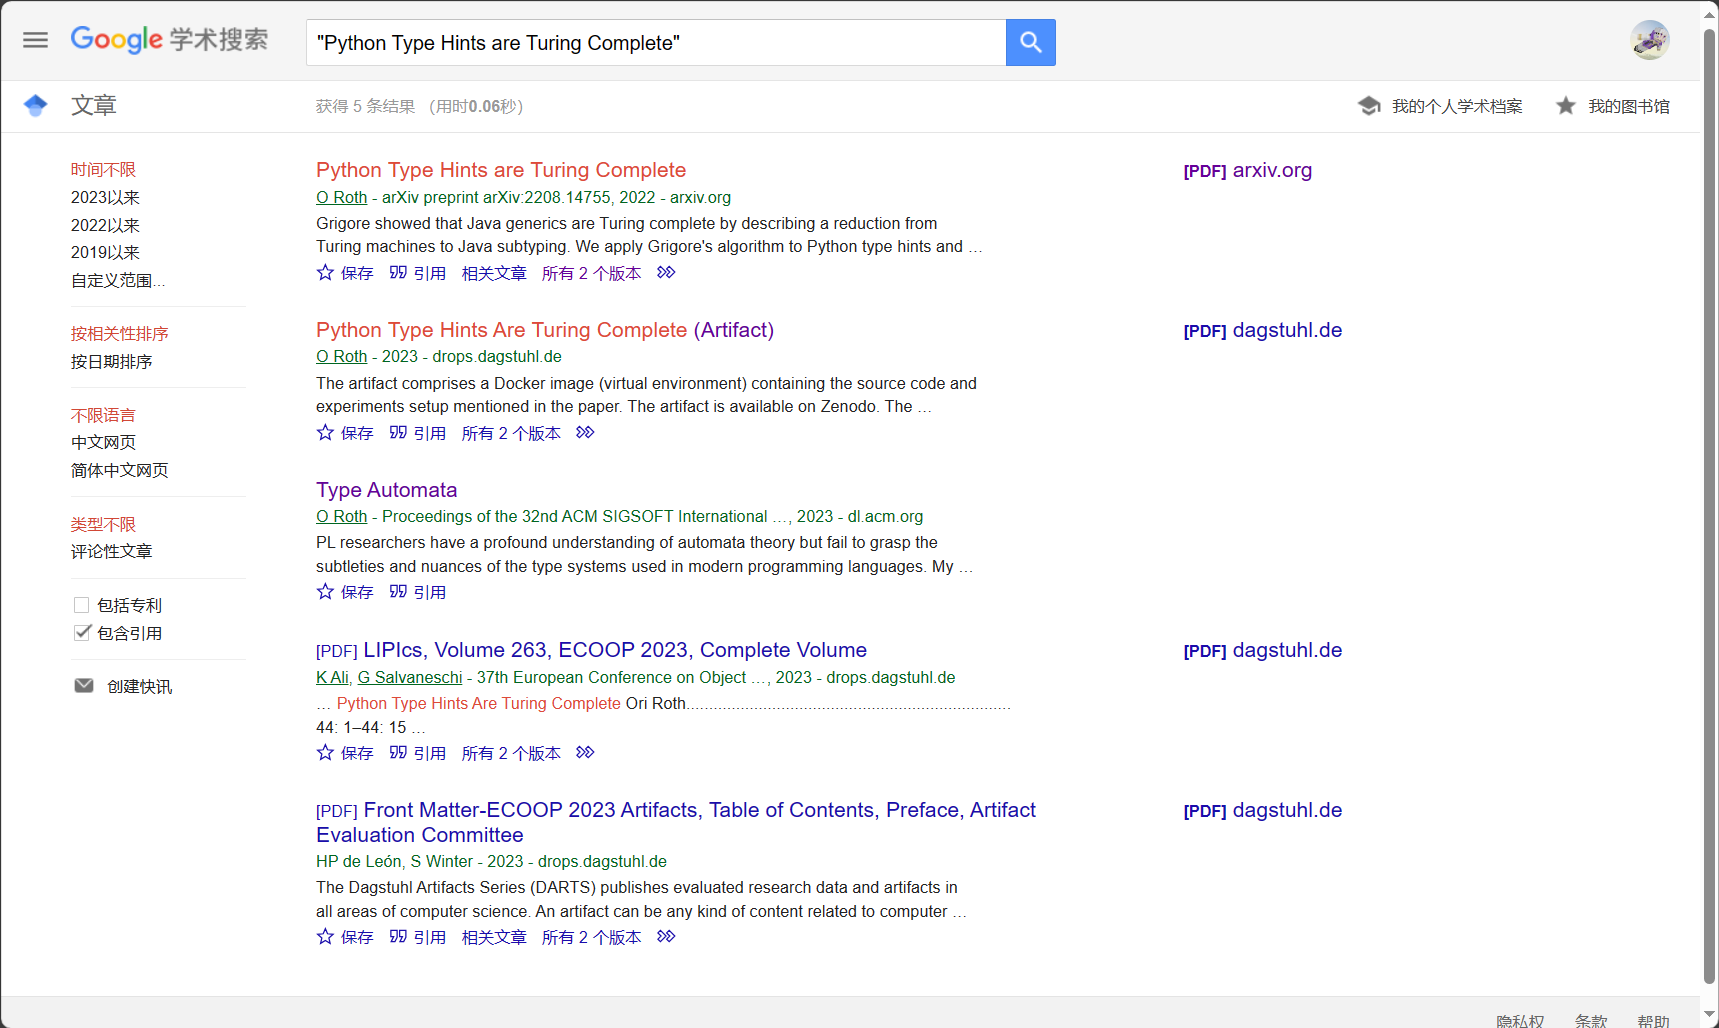 Google 学术搜索
"Python Type Hints are Turing Complete"
文章
获得 5 条结果 (用时0.06秒)
我的个人学术档案
我的图书馆
时间不限
2023以来
2022以来
2019以来
自定义范围...
按相关性排序
按日期排序
不限语言
中文网页
简体中文网页
类型不限
评论性文章
包括专利
包含引用
创建快讯
Python Type Hints are Turing Complete
[PDF] arxiv.org
O Roth - arXiv preprint arXiv:2208.14755, 2022 - arxiv.org
Grigore showed that Java generics are Turing complete by describing a reduction from
Turing machines to Java subtyping. We apply Grigore's algorithm to Python type hints and …
保存 引用 相关文章 所有 2 个版本
Python Type Hints Are Turing Complete (Artifact)
[PDF] dagstuhl.de
O Roth - 2023 - drops.dagstuhl.de
The artifact comprises a Docker image (virtual environment) containing the source code and
experiments setup mentioned in the paper. The artifact is available on Zenodo. The …
保存 引用 所有 2 个版本
Type Automata
O Roth - Proceedings of the 32nd ACM SIGSOFT International …, 2023 - dl.acm.org
PL researchers have a profound understanding of automata theory but fail to grasp the
subtleties and nuances of the type systems used in modern programming languages. My …
保存 引用
[PDF] LIPIcs, Volume 263, ECOOP 2023, Complete Volume
[PDF] dagstuhl.de
K Ali, G Salvaneschi - 37th European Conference on Object …, 2023 - drops.dagstuhl.de
… Python Type Hints Are Turing Complete Ori Roth........................................................................
44: 1–44: 15 …
保存 引用 所有 2 个版本
[PDF] Front Matter-ECOOP 2023 Artifacts, Table of Contents, Preface, Artifact
Evaluation Committee
[PDF] dagstuhl.de
HP de León, S Winter - 2023 - drops.dagstuhl.de
The Dagstuhl Artifacts Series (DARTS) publishes evaluated research data and artifacts in
all areas of computer science. An artifact can be any kind of content related to computer …
保存 引用 相关文章 所有 2 个版本
隐私权 条款 帮助